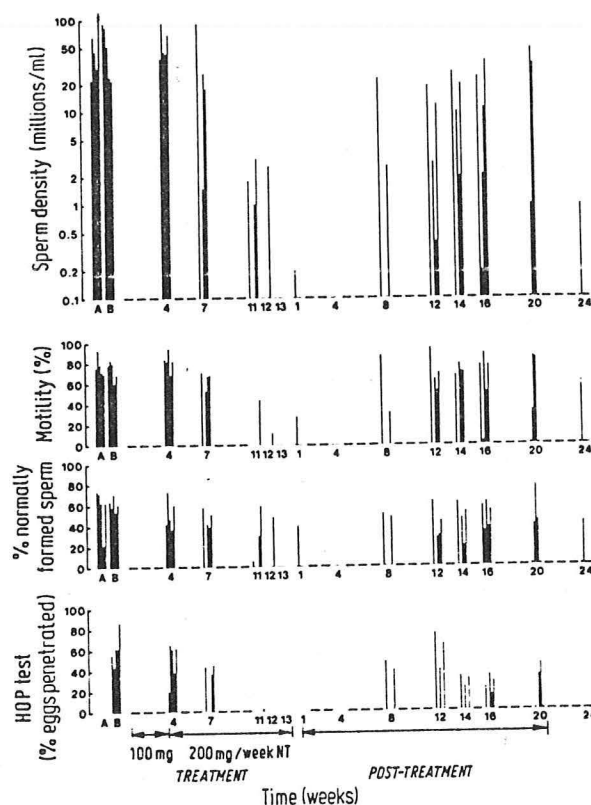 Sperm density (millions/ml)
100
50
20
10
5
2
1
0.5
0.2
0.1
A B 4 7 11 12 13 1 4 8 12 14 16 20 24
Motility (%)
100
80
60
40
20
0
A B 4 7 11 12 13 1 4 8 12 14 16 20 24
% normally formed sperm
100
80
60
40
20
0
A B 4 7 11 12 13 1 4 8 12 14 16 20 24
HOP test (% eggs penetrated)
100
80
60
40
20
0
A B 4 7 11 12 13 1 4 8 12 14 16 20 24
100mg 200mg/week NT
TREATMENT POST-TREATMENT
Time (weeks)